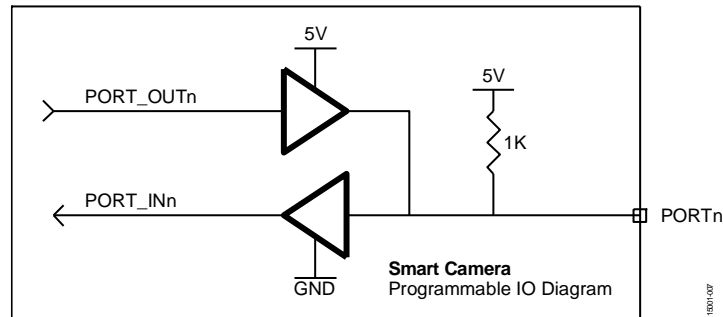 5V
PORT_OUTn
5V
1K
PORT_INn
PORTn
GND
Smart Camera
Programmable IO Diagram
15001-007